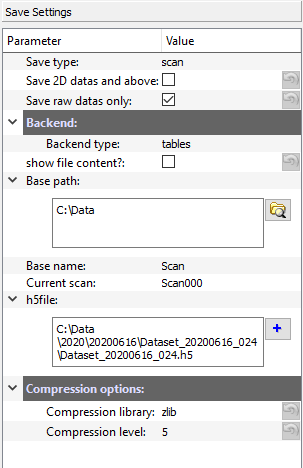 Save Settings
Parameter Value
Save type: scan
Save 2D datas and above:
Save raw datas only:
Backend:
Backend type: tables
show file content?:
Base path:
C:\Data
Base name: Scan
Current scan: Scan000
h5file:
C:\Data
\2020\20200616\Dataset_20200616_024
\Dataset_20200616_024.h5
Compression options:
Compression library: zlib
Compression level: 5